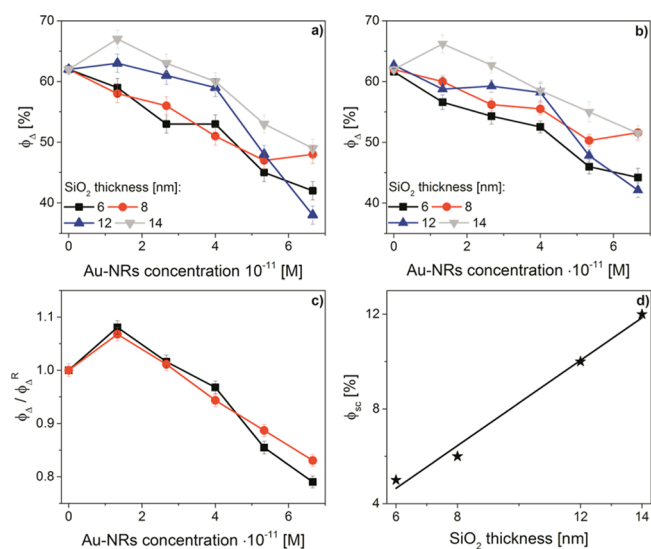 a)
70
60
50
40
ϕΔ [%]
SiO2 thickness [nm]:
6 8
12 14
0 2 4 6
Au-NRs concentration 10⁻¹¹ [M]
b)
70
60
50
40
ϕΔ [%]
SiO2 thickness [nm]:
6 8
12 14
0 2 4 6
Au-NRs concentration ·10⁻¹¹ [M]
c)
1.1
1.0
0.9
0.8
ϕΔ / ϕΔᴿ
0 2 4 6
Au-NRs concentration ·10⁻¹¹ [M]
d)
12
8
4
ϕsc [%]
6 8 10 12 14
SiO2 thickness [nm]